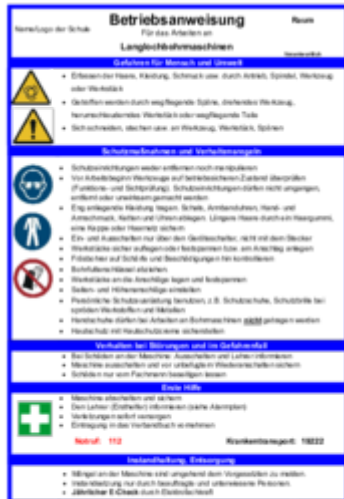 Name/Logo der Schule
Betriebsanweisung
Raum
Für das Arbeiten an
Langlochbohrmaschinen
Verantwortlich
Gefahren für Mensch und Umwelt
• Erfassen der Haare, Kleidung, Schmuck usw. durch Antrieb, Spindel, Werkzeug
oder Werkstück
• Getroffen werden durch wegfliegende Späne, drehendes Werkzeug,
herumschleuderndes Werkstück oder wegfliegende Teile
• Sich schneiden, stechen usw. an Werkzeug, Werkstück, Spänen
Schutzmaßnahmen und Verhaltensregeln
• Schutzeinrichtungen weder entfernen noch manipulieren
• Vor Arbeitsbeginn Werkzeuge auf betriebssicheren Zustand überprüfen
(Funktions- und Sichtprüfung). Schutzeinrichtungen dürfen nicht umgangen,
entfernt oder unwirksam gemacht werden
• Eng anliegende Kleidung tragen. Schals, Armbanduhren, Hand- und
Armschmuck, Ketten und Uhren ablegen. Längere Haare durch ein Haargummi,
eine Kappe oder Haarnetz sichern
• Ein- und Ausschalten nur über den Geräteschalter, nicht mit dem Stecker
• Werkstücke sicher auflegen oder festspannen bzw. am Anschlag anlegen
• Fräsbohrer auf Schärfe und Beschädigungen hin kontrollieren
• Bohrfutterschlüssel abziehen
• Werkstücke an die Anschläge legen und festspannen
• Seiten- und Höhenanschläge einstellen
• Persönliche Schutzausrüstung benutzen, z.B. Schutzschuhe, Schutzbrille bei
spröden Werkstoffen und Metallen
• Handschuhe dürfen bei Arbeiten an Bohrmaschinen nicht getragen werden
• Hautschutz mit Hautschutzcreme sicherstellen
Verhalten bei Störungen und im Gefahrenfall
• Bei Schäden an der Maschine: Ausschalten und Lehrer informieren
• Maschine ausschalten und vor unbefugtem Wiedereinschalten sichern
• Schäden nur vom Fachmann beseitigen lassen
Erste Hilfe
• Maschine abschalten und sichern
• Den Lehrer (Ersthelfer) informieren (siehe Alarmplan)
• Verletzungen sofort versorgen
• Eintragung in das Verbandbuch vornehmen
Notruf: 112
Krankentransport: 19222
Instandhaltung, Entsorgung
• Mängel an der Maschine sind umgehend dem Vorgesetzten zu melden.
• Instandsetzung nur durch beauftragte und unterwiesene Personen
• Jährlicher E-Check durch Elektrofachkraft